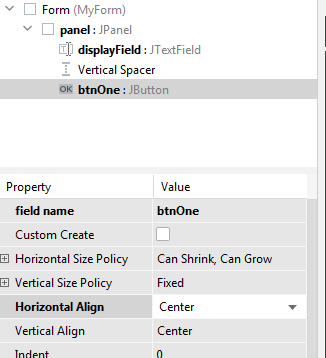 Form (MyForm)
panel : JPanel
displayField : JTextField
Vertical Spacer
OK btnOne : JButton
Property Value
field name btnOne
Custom Create
Horizontal Size Policy Can Shrink, Can Grow
Vertical Size Policy Fixed
Horizontal Align Center
Vertical Align Center
Indent 0